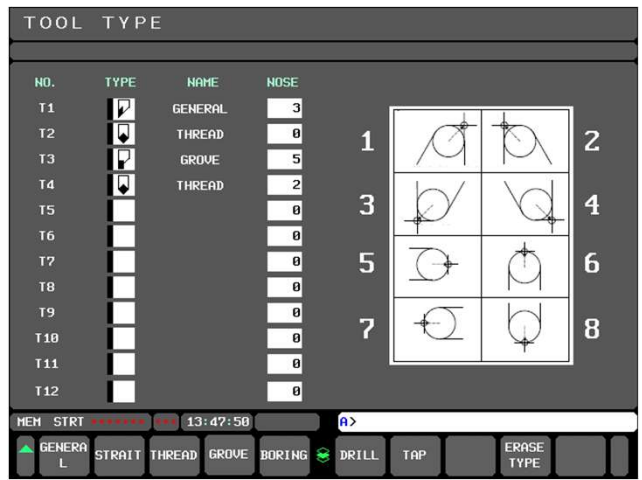 TOOL TYPE
NO. TYPE NAME NOSE
T1 GENERAL 3
T2 THREAD 0
T3 GROVE 5
T4 THREAD 2
T5 0
T6 0
T7 0
T8 0
T9 0
T10 0
T11 0
T12 0
1 2
3 4
5 6
7 8
MEM STRT ******* *** 13:47:50 A>
GENERA
L STRAIT THREAD GROVE BORING DRILL TAP ERASE
TYPE